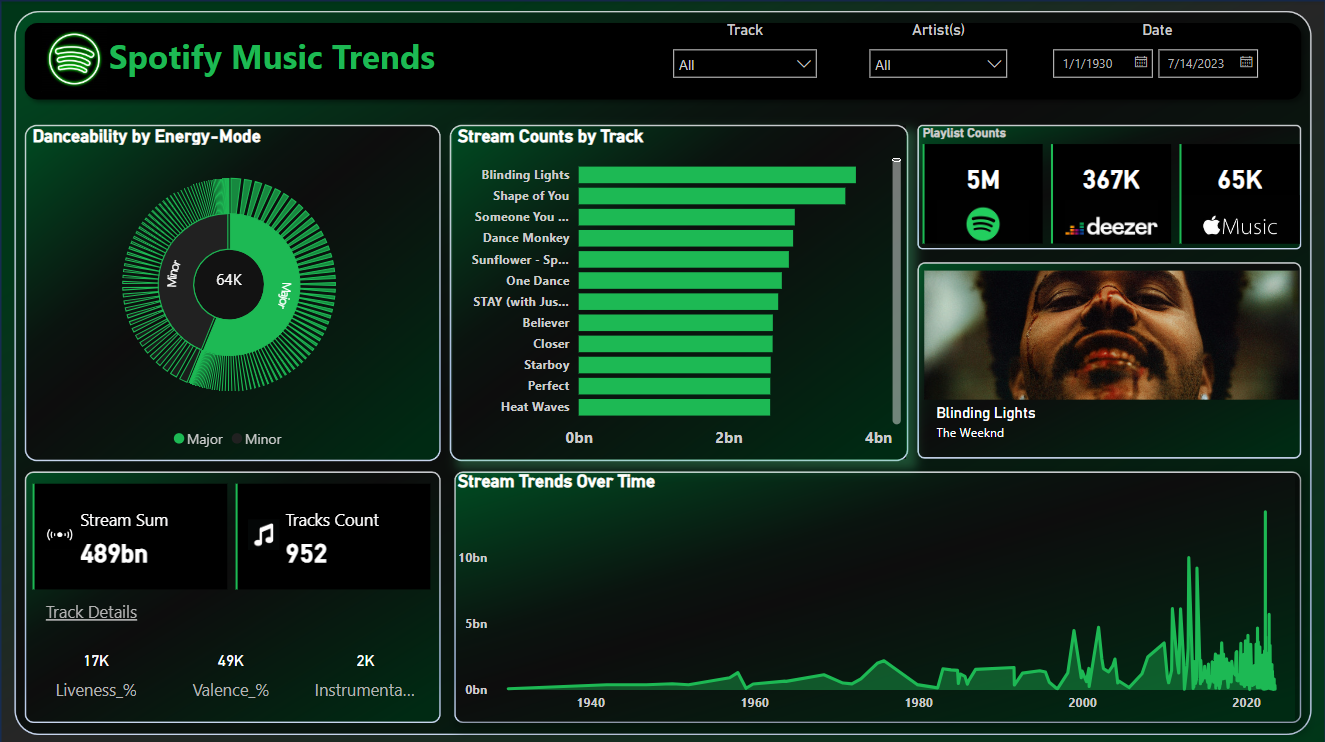 Spotify Music Trends
Track
All
Artist(s)
All
Date
1/1/1930
7/14/2023
Danceability by Energy-Mode
Minor
64K
Major
Major
Minor
Stream Counts by Track
Blinding Lights
Shape of You
Someone You ...
Dance Monkey
Sunflower - Sp...
One Dance
STAY (with Jus...
Believer
Closer
Starboy
Perfect
Heat Waves
0bn 2bn 4bn
Playlist Counts
5M
367K
deezer
65K
Music
Blinding Lights
The Weeknd
Stream Sum
489bn
Tracks Count
952
Track Details
17K
Liveness_%
49K
Valence_%
2K
Instrumenta...
Stream Trends Over Time
10bn
5bn
0bn
1940 1960 1980 2000 2020